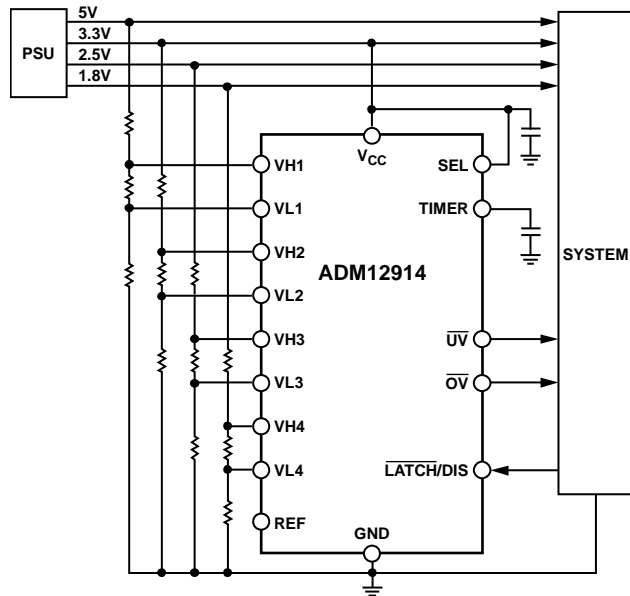 5V
3.3V
PSU
2.5V
1.8V
VCC
VH1
SEL
VL1
TIMER
VH2
ADM12914
SYSTEM
VL2
VH3
UV
VL3
OV
VH4
VL4
LATCH/DIS
REF
GND